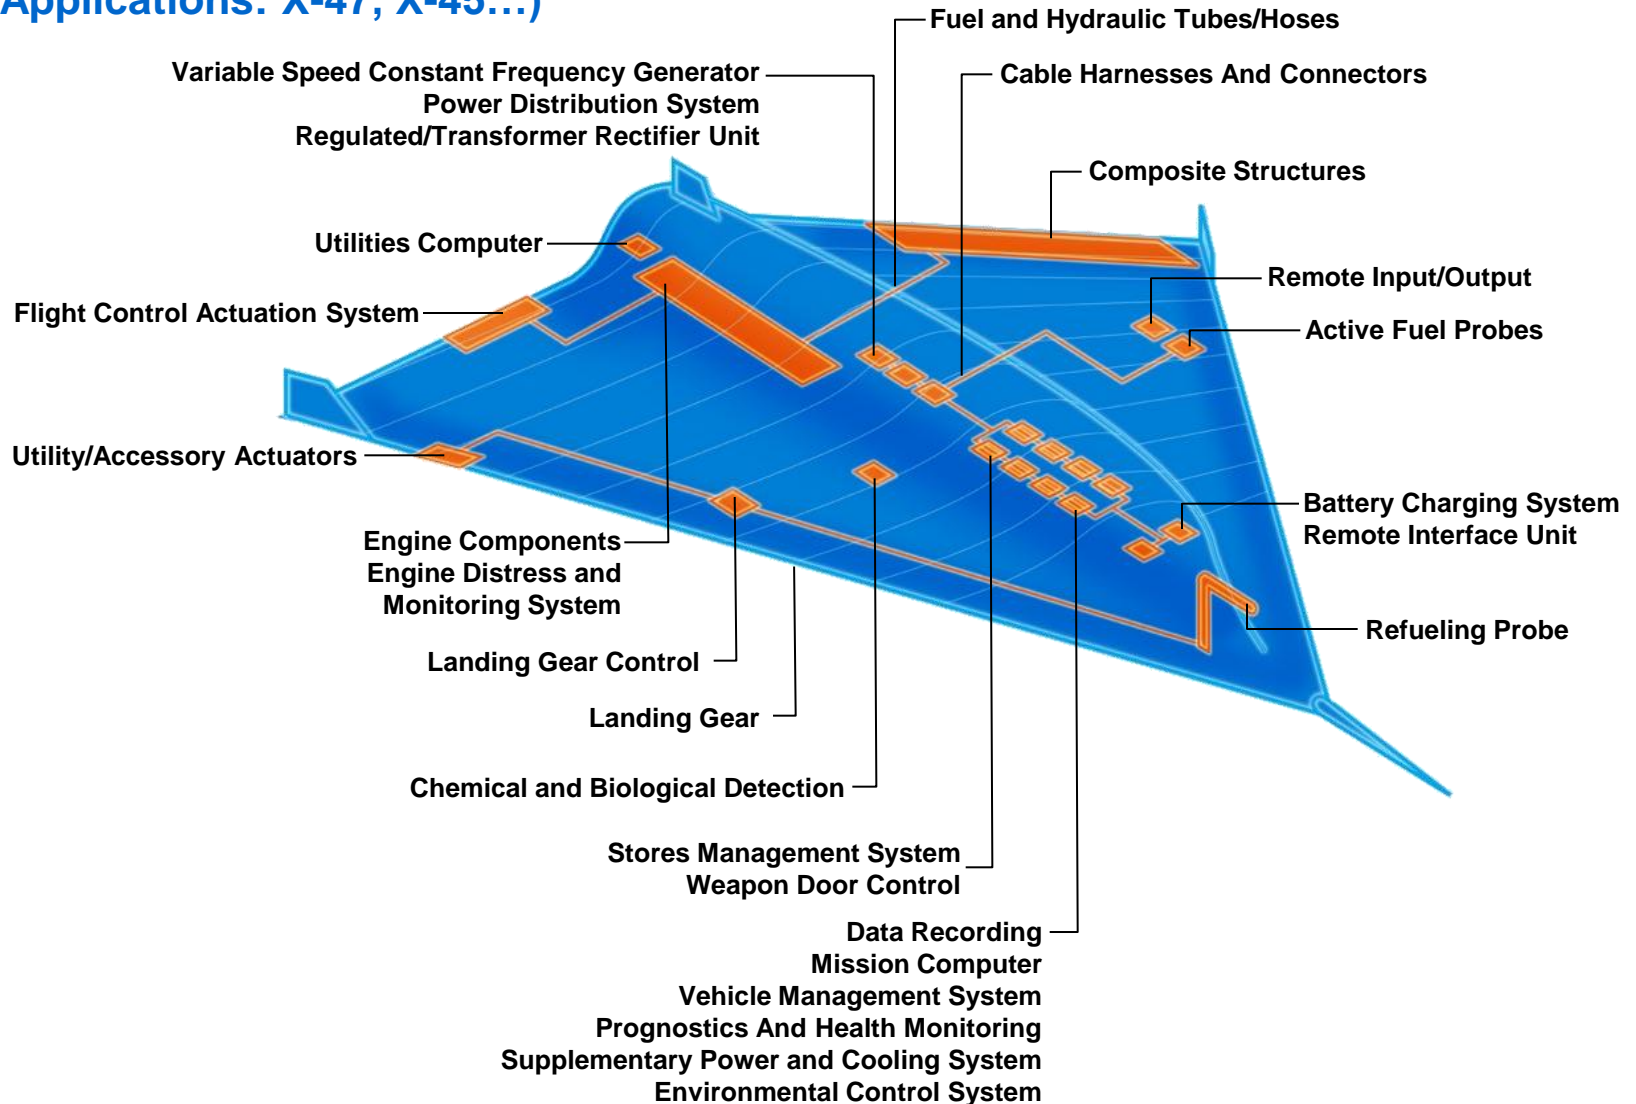 Applications: X-47, X-45...)
Fuel and Hydraulic Tubes/Hoses
Variable Speed Constant Frequency Generator
Power Distribution System
Regulated/Transformer Rectifier Unit
Cable Harnesses And Connectors
Composite Structures
Utilities Computer
Remote Input/Output
Flight Control Actuation System
Active Fuel Probes
Utility/Accessory Actuators
Battery Charging System
Remote Interface Unit
Engine Components
Engine Distress and
Monitoring System
Refueling Probe
Landing Gear Control
Landing Gear
Chemical and Biological Detection
Stores Management System
Weapon Door Control
Data Recording
Mission Computer
Vehicle Management System
Prognostics And Health Monitoring
Supplementary Power and Cooling System
Environmental Control System